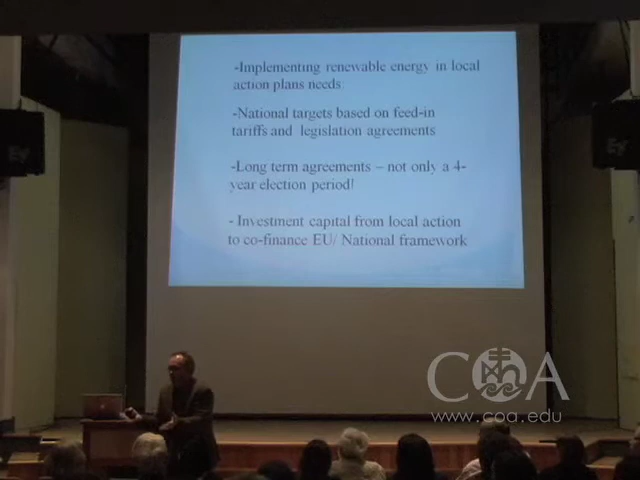 -Implementing renewable energy in local
action plans needs
-National targets based on feed-in
tariffs and legislation agreements
-Long term agreements – not only a 4-
year election period!
- Investment capital from local action
to co-finance EU/ National framework
COA
www.coa.edu